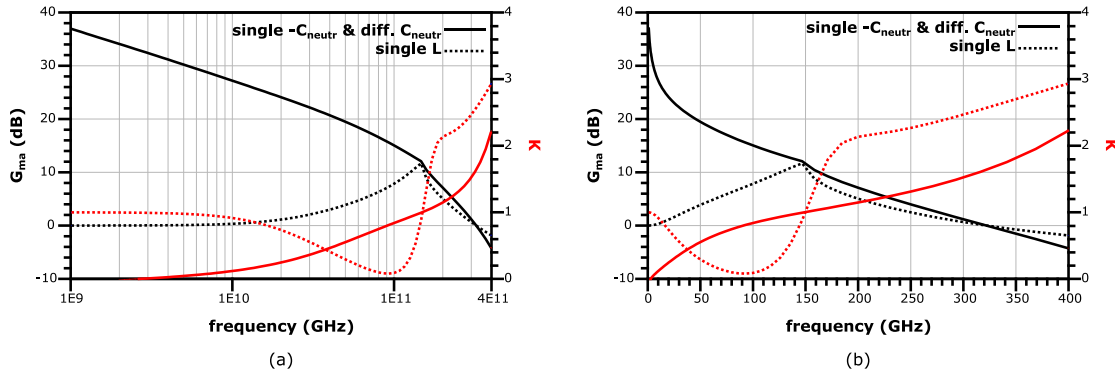 single -Cneutr & diff. Cneutr
single L
40
30
20
10
0
-10
Gma (dB)
4
3
2
1
0
K
1E9
1E10
1E11
4E11
frequency (GHz)
(a)
single -Cneutr & diff. Cneutr
single L
40
30
20
10
0
-10
Gma (dB)
4
3
2
1
0
K
0
50
100
150
200
250
300
350
400
frequency (GHz)
(b)